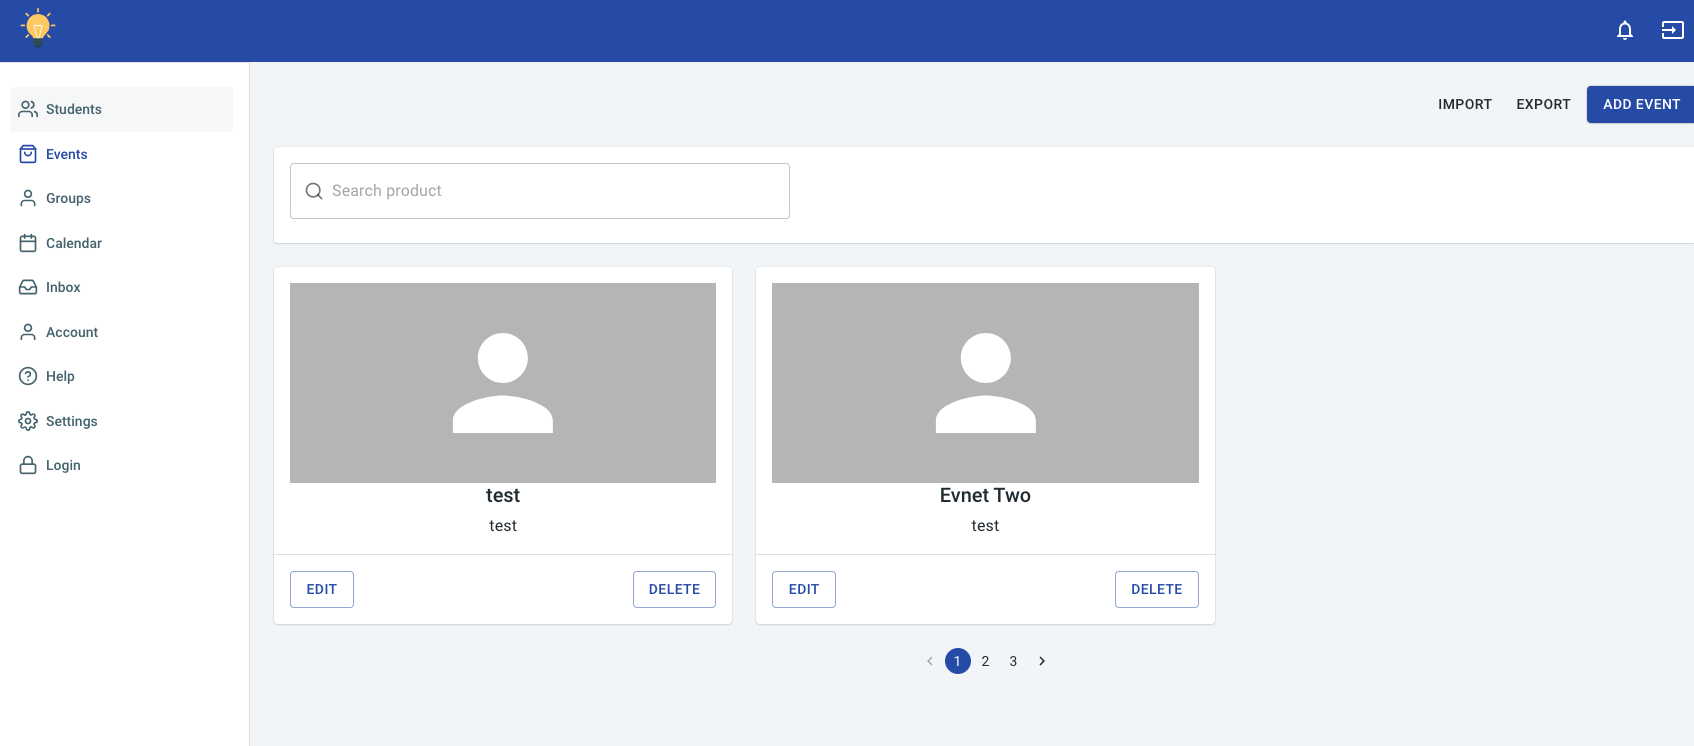 Students
Events
Groups
Calendar
Inbox
Account
Help
Settings
Login
IMPORT EXPORT ADD EVENT
Search product
test
test
EDIT DELETE
Evnet Two
test
EDIT DELETE
1 2 3